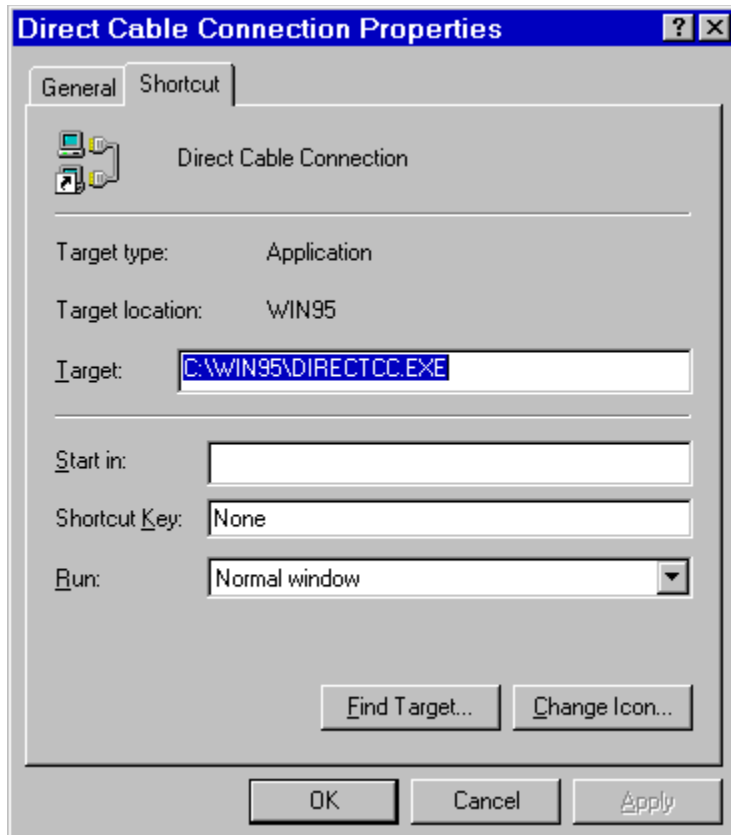 Direct Cable Connection Properties
General Shortcut
Direct Cable Connection
Target type: Application
Target location: WIN95
Target: C:\WIN95\DIRECTCC.EXE
Start in:
Shortcut Key: None
Run: Normal window
Find Target... Change Icon...
OK Cancel Apply